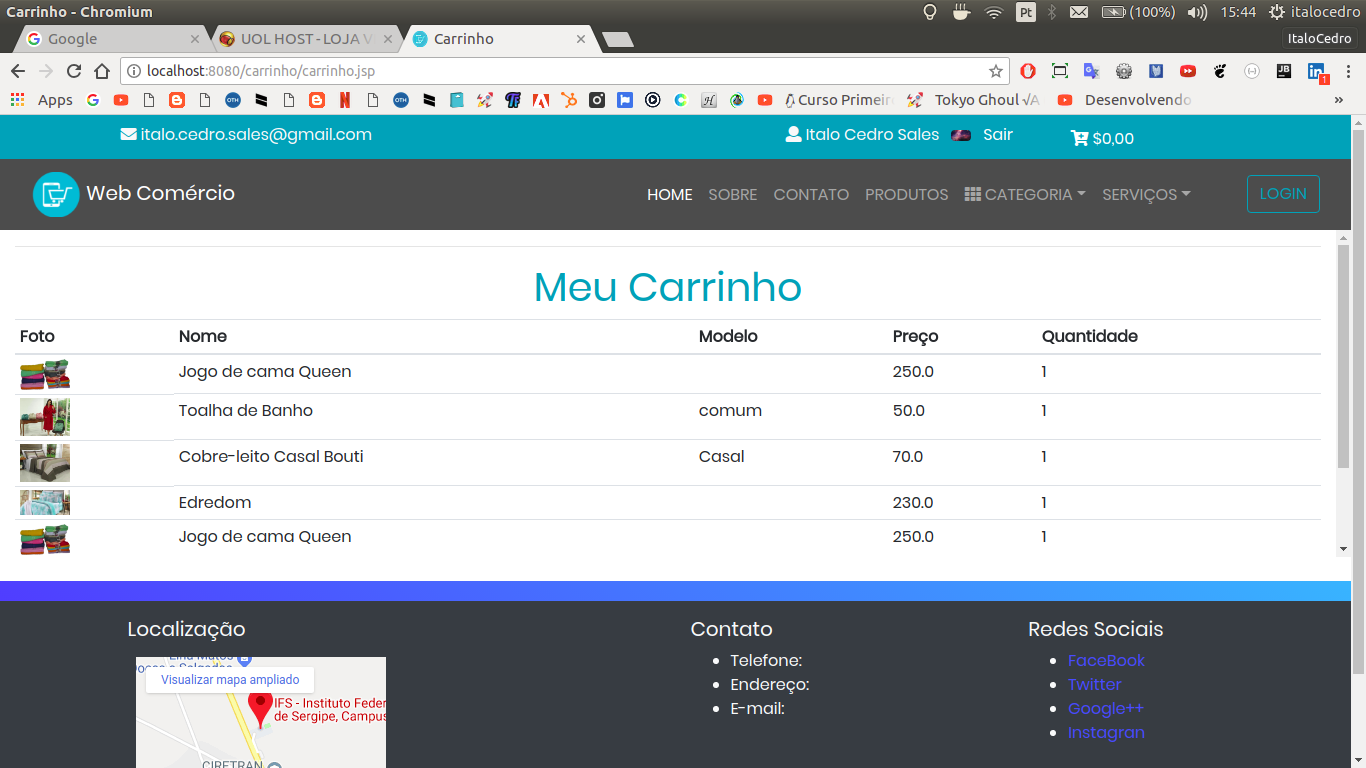 Carrinho - Chromium
Pt
(100%)
15:44
italocedro
Google
UOL HOST - LOJA V
Carrinho
ItaloCedro
localhost:8080/carrinho/carrinho.jsp
Apps
Curso Primeir
Tokyo Ghoul √A
Desenvolvendo
italo.cedro.sales@gmail.com
Italo Cedro Sales
Sair
$0,00
Web Comércio
HOME
SOBRE
CONTATO
PRODUTOS
CATEGORIA
SERVIÇOS
LOGIN
Meu Carrinho
Foto Nome Modelo Preço Quantidade
Jogo de cama Queen 250.0 1
Toalha de Banho comum 50.0 1
Cobre-leito Casal Bouti Casal 70.0 1
Edredom 230.0 1
Jogo de cama Queen 250.0 1
Localização
Visualizar mapa ampliado
IFS - Instituto Feder
de Sergipe, Campus
CIRETRAN
Contato
Telefone:
Endereço:
E-mail:
Redes Sociais
FaceBook
Twitter
Google++
Instagran